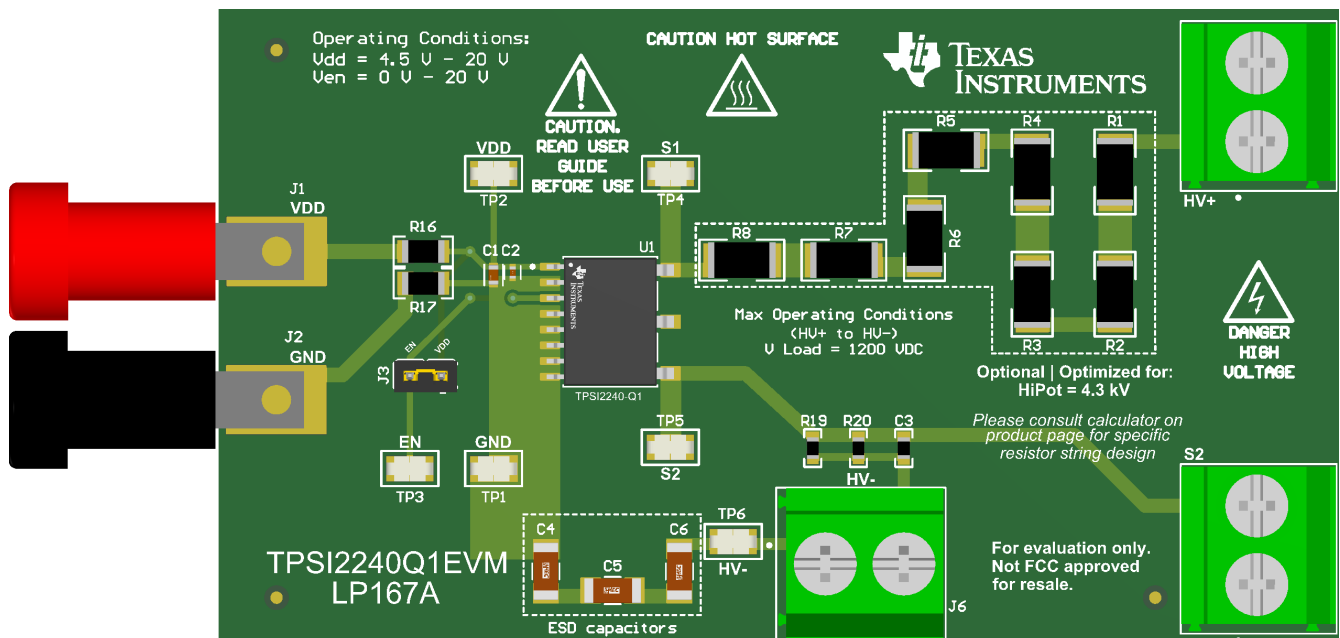 Operating Conditions:
Vdd = 4.5 V - 20 V
Ven = 0 V - 20 V
CAUTION HOT SURFACE
TEXAS
INSTRUMENTS
CAUTION.
READ USER
GUIDE
BEFORE USE
VDD
TP2
S1
TP4
R5
R4
R1
HV+
J1
VDD
R16
R17
C1
C2
U1
TEXAS
INSTRUMENTS
TPSI2240-Q1
R8
R7
R6
R3
R2
Max Operating Conditions
(HV+ to HV-)
V Load = 1200 VDC
DANGER
HIGH
VOLTAGE
Optional | Optimized for:
HiPot = 4.3 kV
Please consult calculator on
product page for specific
resistor string design
J2
GND
EN
VDD
J3
EN
TP3
GND
TP1
TP5
S2
R19
R20
C3
HV-
S2
C4
C5
C6
TP6
HV-
ESD capacitors
J6
TPSI2240Q1EVM
LP167A
For evaluation only.
Not FCC approved
for resale.